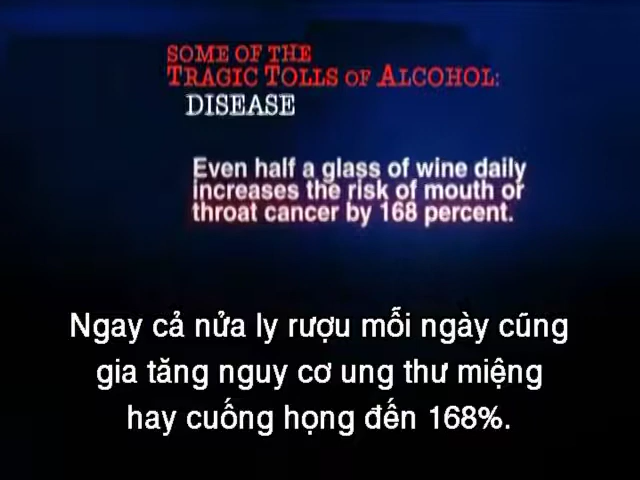 SOME OF THE
TRAGIC TOLLS OF ALCOHOL:
DISEASE
Even half a glass of wine daily
increases the risk of mouth or
throat cancer by 168 percent.
Ngay cả nửa ly rượu mỗi ngày cũng
gia tăng nguy cơ ung thư miệng
hay cuống họng đến 168%.